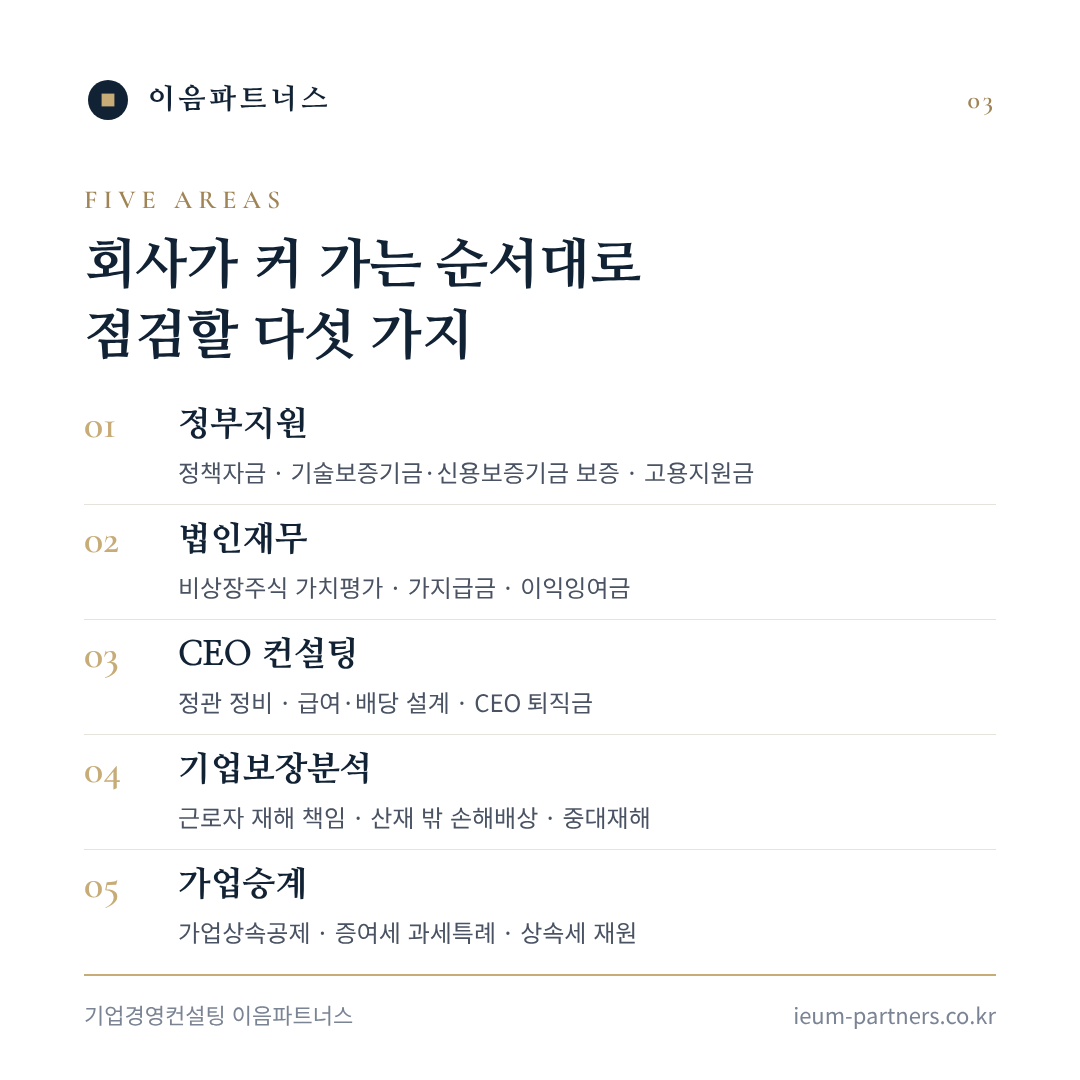 이음파트너스
03
FIVE AREAS
회사가 커 가는 순서대로
점검할 다섯 가지
01 정부지원
정책자금 · 기술보증기금·신용보증기금 보증 · 고용지원금
02 법인재무
비상장주식 가치평가 · 가지급금 · 이익잉여금
03 CEO 컨설팅
정관 정비 · 급여·배당 설계 · CEO 퇴직금
04 기업보장분석
근로자 재해 책임 · 산재 밖 손해배상 · 중대재해
05 가업승계
가업상속공제 · 증여세 과세특례 · 상속세 재원
기업경영컨설팅 이음파트너스
ieum-partners.co.kr